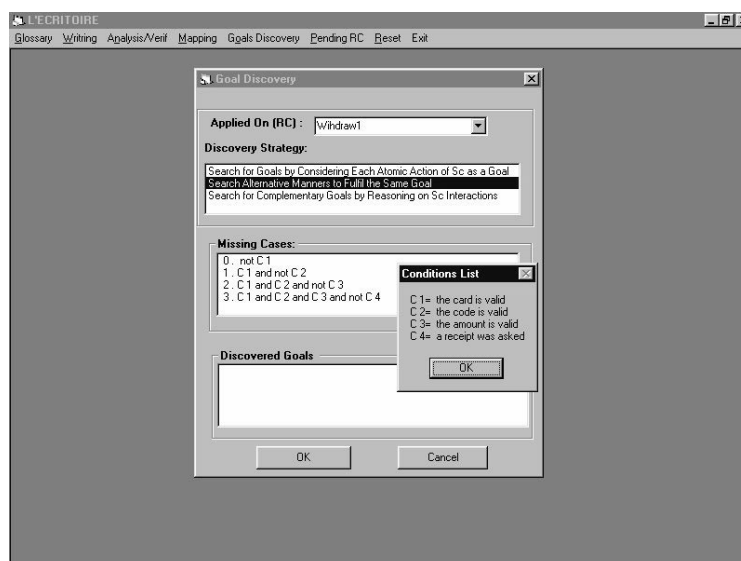 L'ECRITOIRE
Glossary Writring Analysis/Verif Mapping Goals Discovery Pending RC Reset Exit
Goal Discovery
Applied On (RC) : Wihdraw1
Discovery Strategy:
Search for Goals by Considering Each Atomic Action of Sc as a Goal
Search Alternative Manners to Fulfil the Same Goal
Search for Complementary Goals by Reasoning on Sc Interactions
Missing Cases:
0 . not C 1
1 . C 1 and not C 2
2 . C 1 and C 2 and not C 3
3 . C 1 and C 2 and C 3 and not C 4
Conditions List
C 1= the card is valid
C 2= the code is valid
C 3= the amount is valid
C 4= a receipt was asked
OK
Discovered Goals
OK Cancel